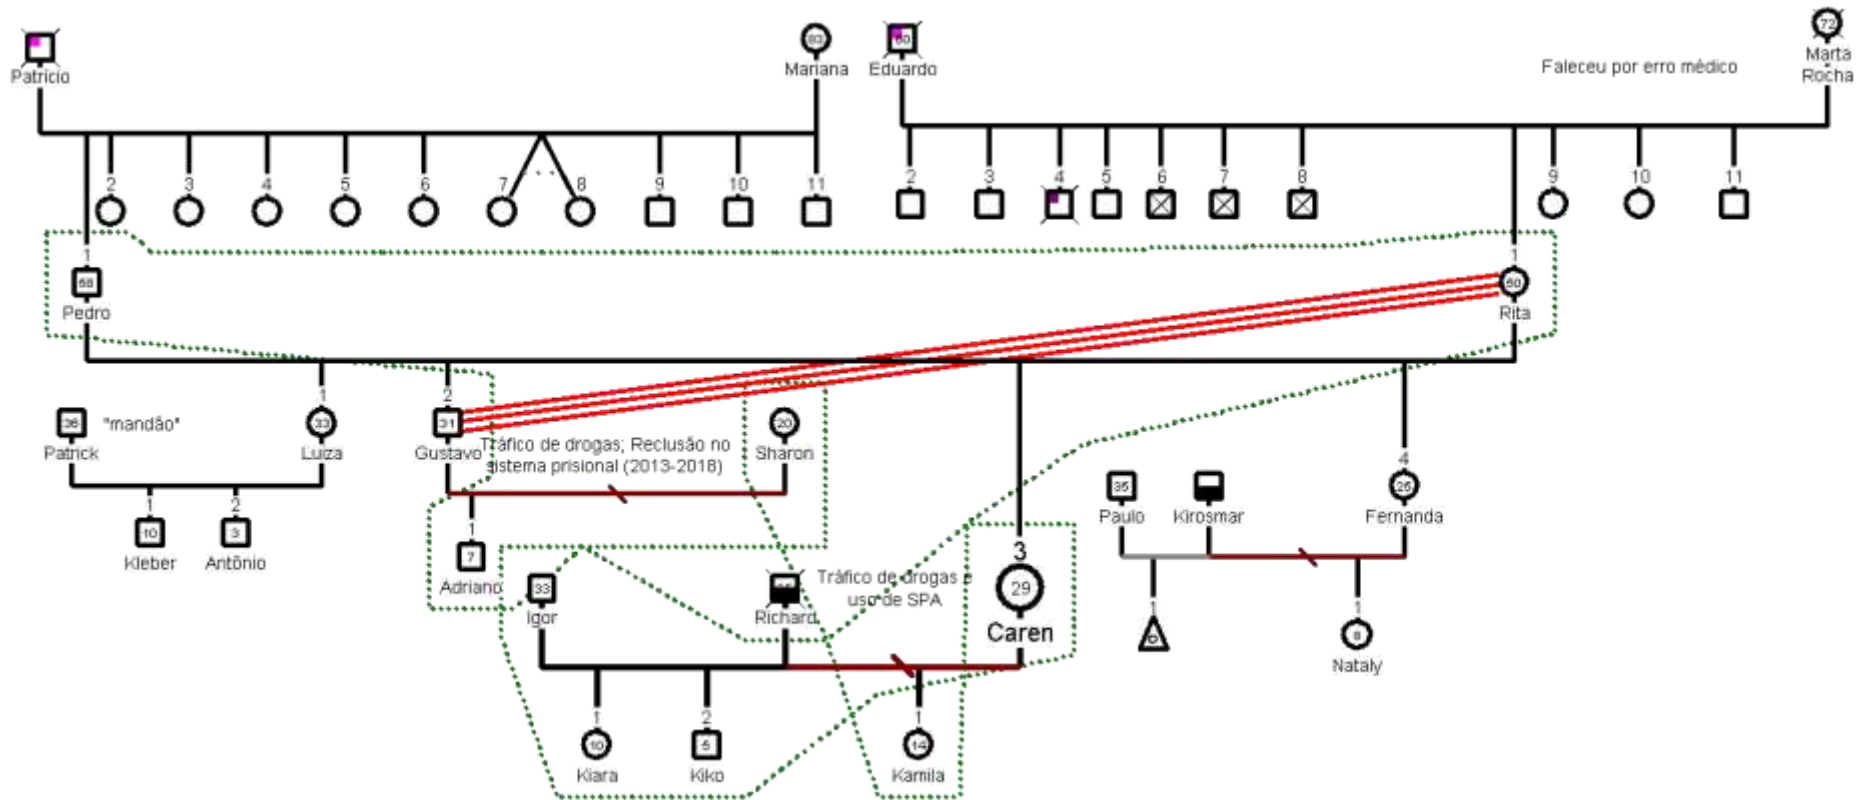 83
60
72
Patrício
Mariana
Eduardo
Faleceu por erro médico
Marta
Rocha
2
3
4
5
6
7
8
9
10
11
2
3
4
5
6
7
8
9
10
11
1
1
Pedro
Rita
1
2
36
"mandão"
33
31
20
Patrick
Luiza
Gustavo
Tráfico de drogas; Reclusão no
sistema prisional (2013-2018)
Sharon
4
35
25
Paulo
Kirosmar
Fernanda
1
2
10
3
Kleber
Antônio
1
7
Adriano
3
33
Tráfico de drogas e
uso de SPA
29
Igor
Richard
Caren
1
1
8
Nataly
1
2
1
10
5
14
Kiara
Kiko
Kamila